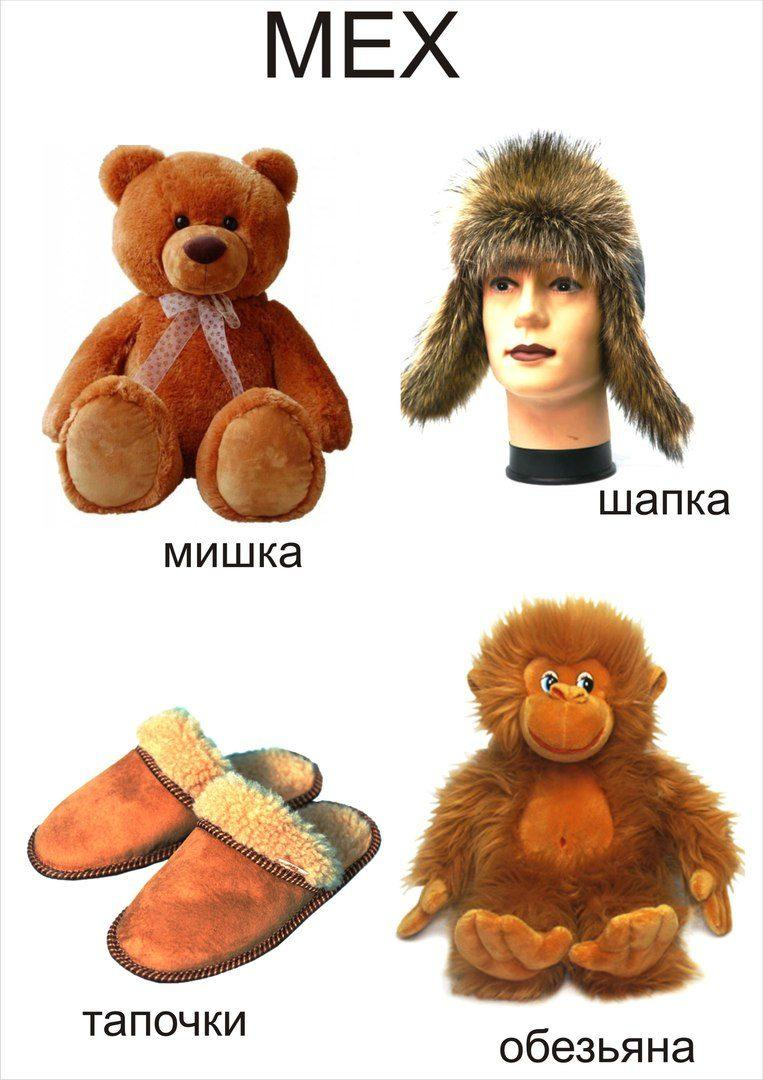 МЕХ
шапка
мишка
тапочки
обезьяна